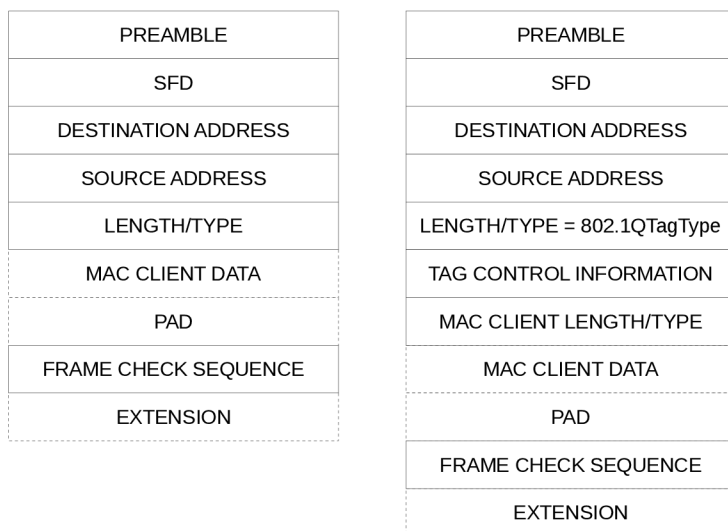 PREAMBLE
SFD
DESTINATION ADDRESS
SOURCE ADDRESS
LENGTH/TYPE
MAC CLIENT DATA
PAD
FRAME CHECK SEQUENCE
EXTENSION
PREAMBLE
SFD
DESTINATION ADDRESS
SOURCE ADDRESS
LENGTH/TYPE = 802.1QTagType
TAG CONTROL INFORMATION
MAC CLIENT LENGTH/TYPE
MAC CLIENT DATA
PAD
FRAME CHECK SEQUENCE
EXTENSION